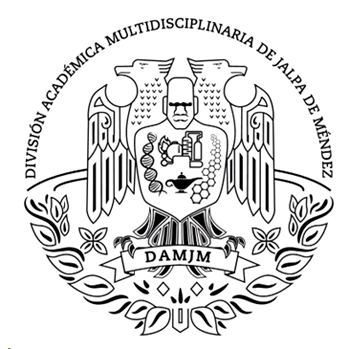 DIVISIÓN ACADÉMICA MULTIDISCIPLINARIA DE JALPA DE MÉNDEZ
DAMJM